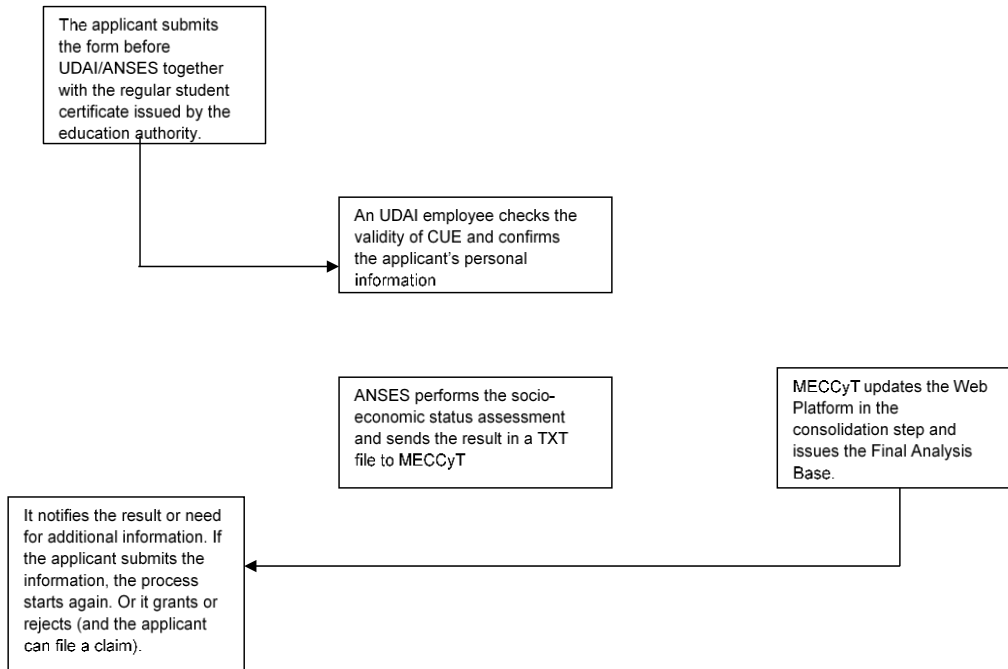 The applicant submits
the form before
UDAI/ANSES together
with the regular student
certificate issued by the
education authority.
An UDAI employee checks the
validity of CUE and confirms
the applicant's personal
information
ANSES performs the socio-
economic status assessment
and sends the result in a TXT
file to MECCyT
MECCyT updates the Web
Platform in the
consolidation step and
issues the Final Analysis
Base.
It notifies the result or need
for additional information. If
the applicant submits the
information, the process
starts again. Or it grants or
rejects (and the applicant
can file a claim).